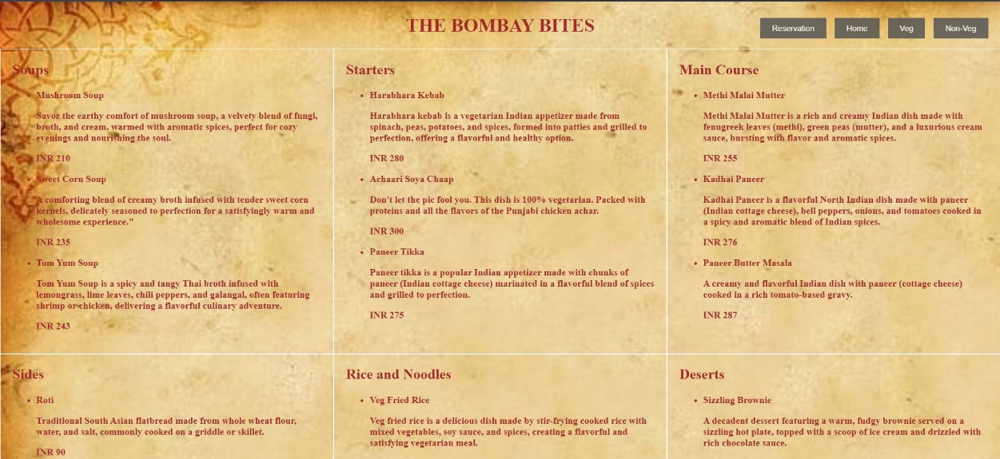 THE BOMBAY BITES
Reservation
Home
Veg
Non-Veg
Soups
• Mushroom Soup
Savor the earthy comfort of mushroom soup, a velvety blend of fungi,
broth, and cream, warmed with aromatic spices, perfect for cozy
evenings and nourishing the soul.
INR 210
• Sweet Corn Soup
A comforting blend of creamy broth infused with tender sweet corn
kernels, delicately seasoned to perfection for a satisfyingly warm and
wholesome experience."
INR 235
• Tom Yum Soup
Tom Yum Soup is a spicy and tangy Thai broth infused with
lemongrass, lime leaves, chili peppers, and galangal, often featuring
shrimp or chicken, delivering a flavorful culinary adventure.
INR 243
Starters
• Harabhara Kebab
Harabhara kebab is a vegetarian Indian appetizer made from
spinach, peas, potatoes, and spices, formed into patties and grilled to
perfection, offering a flavorful and healthy option.
INR 280
• Achaari Soya Chaap
Don't let the pic fool you. This dish is 100% vegetarian. Packed with
proteins and all the flavors of the Punjabi chicken achar.
INR 300
• Paneer Tikka
Paneer tikka is a popular Indian appetizer made with chunks of
paneer (Indian cottage cheese) marinated in a flavorful blend of spices
and grilled to perfection.
INR 275
Main Course
• Methi Malai Mutter
Methi Malai Mutter is a rich and creamy Indian dish made with
fenugreek leaves (methi), green peas (mutter), and a luxurious cream
sauce, bursting with flavor and aromatic spices.
INR 255
• Kadhai Paneer
Kadhai Paneer is a flavorful North Indian dish made with paneer
(Indian cottage cheese), bell peppers, onions, and tomatoes cooked in
a spicy and aromatic blend of Indian spices.
INR 276
• Paneer Butter Masala
A creamy and flavorful Indian dish with paneer (cottage cheese)
cooked in a rich tomato-based gravy.
INR 287
Sides
• Roti
Traditional South Asian flatbread made from whole wheat flour,
water, and salt, commonly cooked on a griddle or skillet.
INR 90
Rice and Noodles
• Veg Fried Rice
Veg fried rice is a delicious dish made by stir-frying cooked rice with
mixed vegetables, soy sauce, and spices, creating a flavorful and
satisfying vegetarian meal.
Deserts
• Sizzling Brownie
A decadent dessert featuring a warm, fudgy brownie served on a
sizzling hot plate, topped with a scoop of ice cream and drizzled with
rich chocolate sauce.